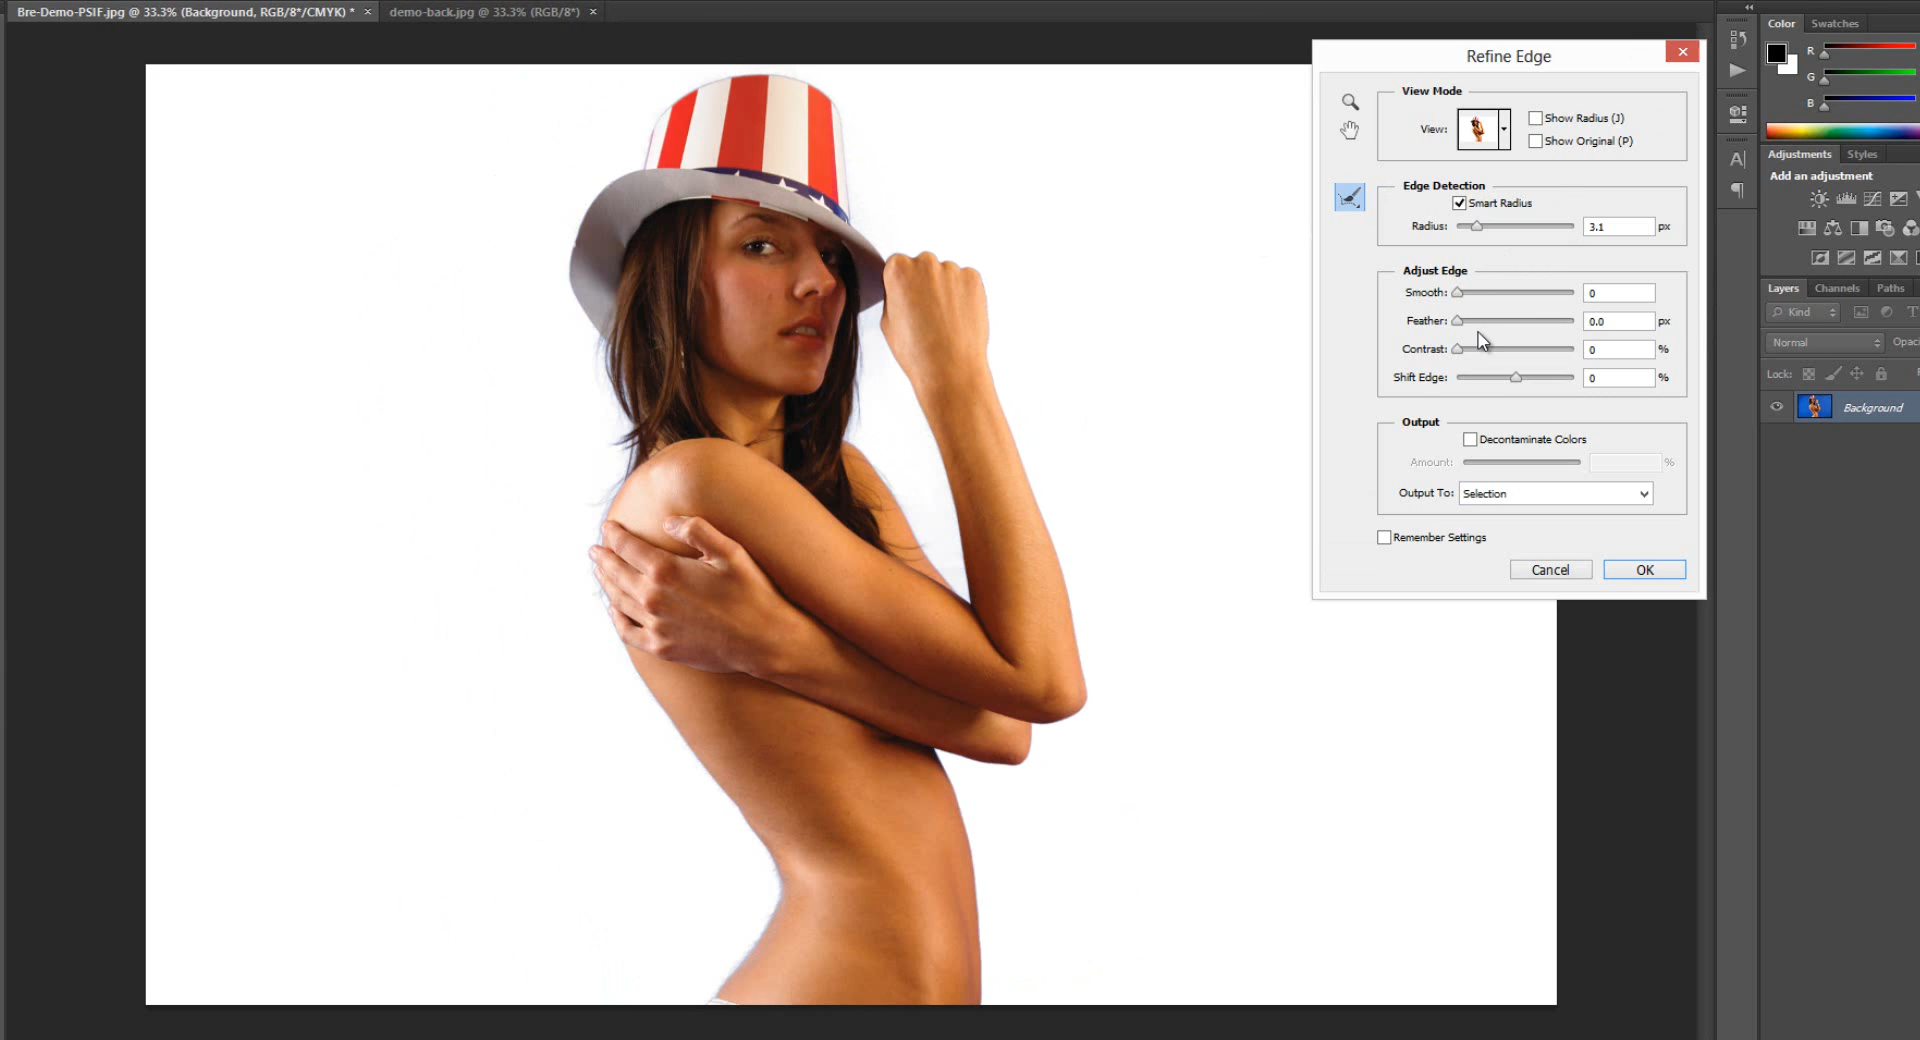 Bre-Demo-PSIF.jpg @ 33.3% (Background, RGB/8*/CMYK) * ×
demo-back.jpg @ 33.3% (RGB/8*) ×
Refine Edge
View Mode
View:
Show Radius (J)
Show Original (P)
Edge Detection
Smart Radius
Radius: 3.1 px
Adjust Edge
Smooth: 0
Feather: 0.0 px
Contrast: 0 %
Shift Edge: 0 %
Output
Decontaminate Colors
Amount: %
Output To: Selection
Remember Settings
Cancel OK
Color Swatches
R
G
B
Adjustments Styles
Add an adjustment
Layers Channels Paths
Kind
Normal
Lock:
Background